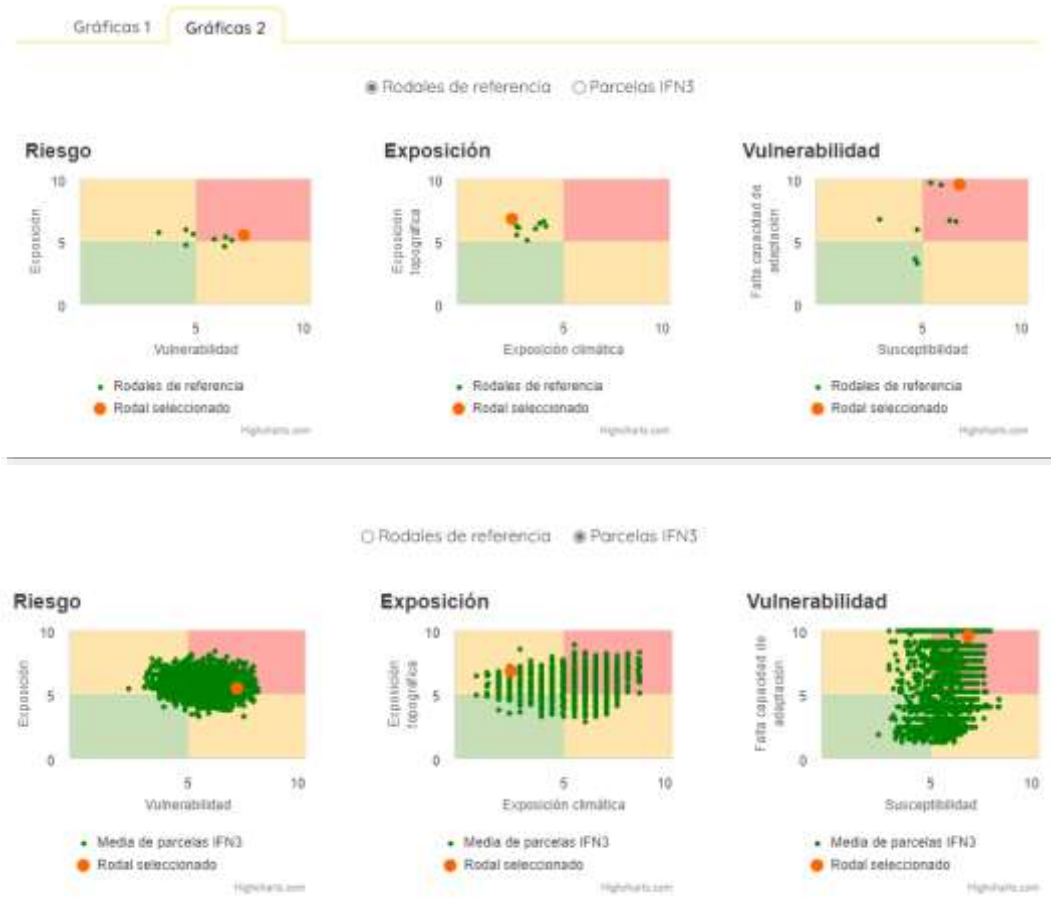 Gráficas 1 Gráficas 2
Rodales de referencia Parcelas IFN3
Riesgo
10
5
0
Exposición
5 10
Vulnerabilidad
Rodales de referencia
Rodal seleccionado
Highcharts.com
Exposición
10
5
0
Exposición
topográfica
5 10
Exposición climática
Rodales de referencia
Rodal seleccionado
Highcharts.com
Vulnerabilidad
10
5
0
Falta capacidad de
adaptación
5 10
Susceptibilidad
Rodales de referencia
Rodal seleccionado
Highcharts.com
Rodales de referencia Parcelas IFN3
Riesgo
10
5
0
Exposición
5 10
Vulnerabilidad
Media de parcelas IFN3
Rodal seleccionado
Highcharts.com
Exposición
10
5
0
Exposición
topográfica
5 10
Exposición climática
Media de parcelas IFN3
Rodal seleccionado
Highcharts.com
Vulnerabilidad
10
5
0
Falta capacidad de
adaptación
5 10
Susceptibilidad
Media de parcelas IFN3
Rodal seleccionado
Highcharts.com